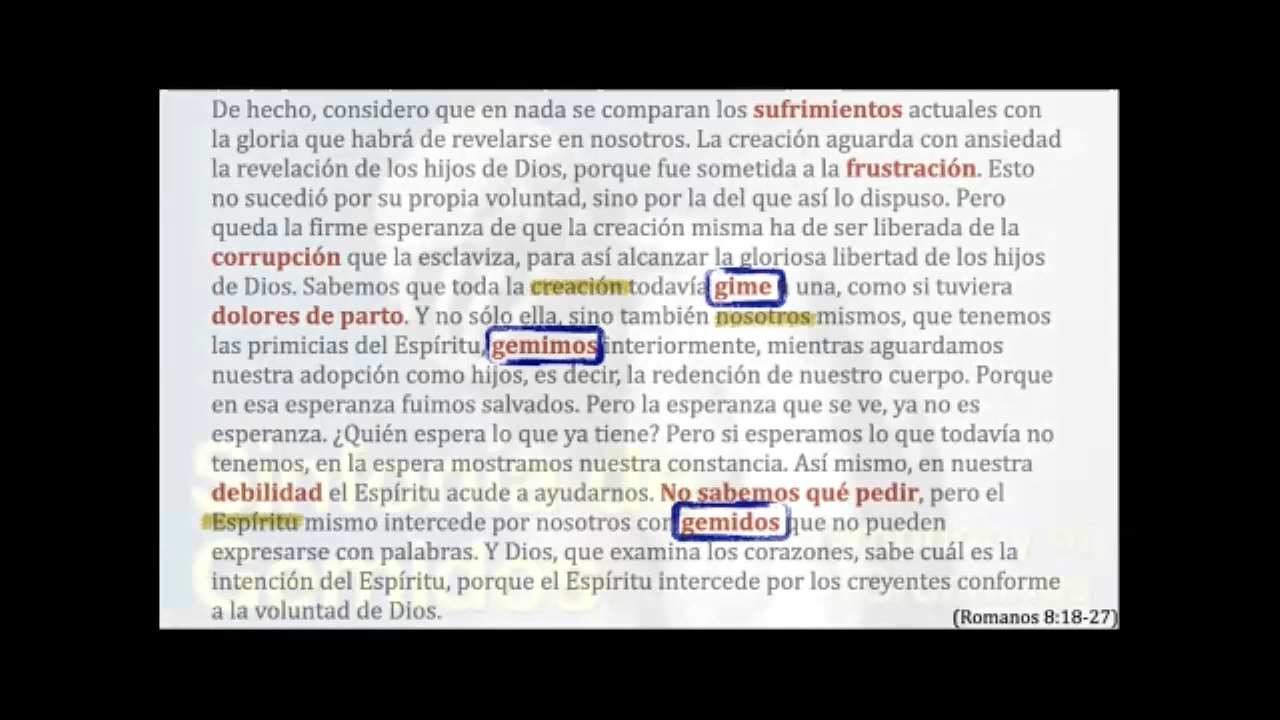 De hecho, considero que en nada se comparan los sufrimientos actuales con
la gloria que habrá de revelarse en nosotros. La creación aguarda con ansiedad
la revelación de los hijos de Dios, porque fue sometida a la frustración. Esto
no sucedió por su propia voluntad, sino por la del que así lo dispuso. Pero
queda la firme esperanza de que la creación misma ha de ser liberada de la
corrupción que la esclaviza, para así alcanzar la gloriosa libertad de los hijos
de Dios. Sabemos que toda la creación todavía gime una, como si tuviera
dolores de parto. Y no sólo ella, sino también nosotros mismos, que tenemos
las primicias del Espíritu, gemimos interiormente, mientras aguardamos
nuestra adopción como hijos, es decir, la redención de nuestro cuerpo. Porque
en esa esperanza fuimos salvados. Pero la esperanza que se ve, ya no es
esperanza. ¿Quién espera lo que ya tiene? Pero si esperamos lo que todavía no
tenemos, en la espera mostramos nuestra constancia. Así mismo, en nuestra
debilidad el Espíritu acude a ayudarnos. No sabemos qué pedir, pero el
Espíritu mismo intercede por nosotros con gemidos que no pueden
expresarse con palabras. Y Dios, que examina los corazones, sabe cuál es la
intención del Espíritu, porque el Espíritu intercede por los creyentes conforme
a la voluntad de Dios.
(Romanos 8:18-27)